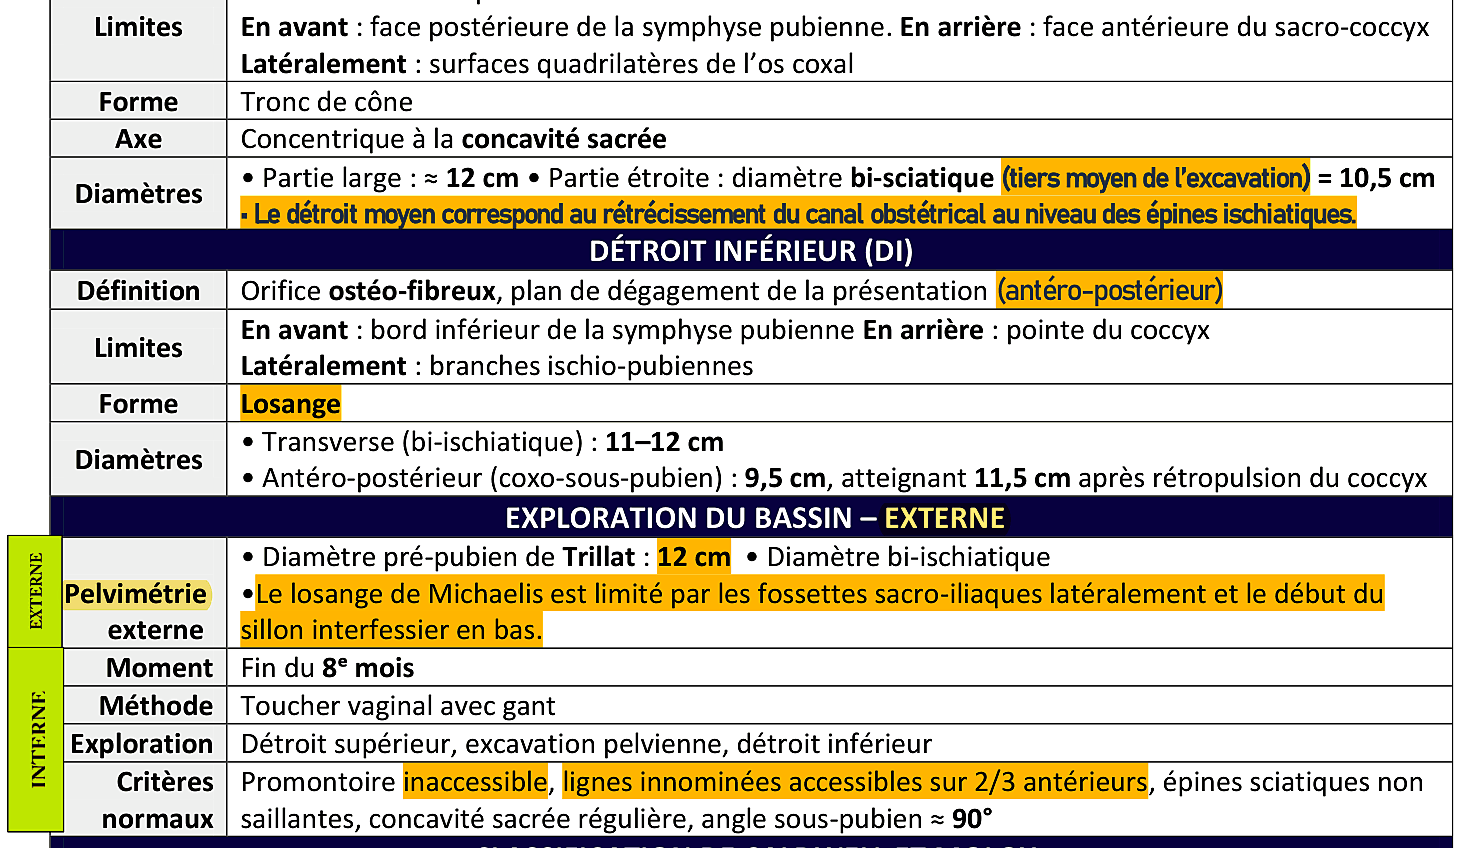 Limites
En avant : face postérieure de la symphyse pubienne. En arrière : face antérieure du sacro-coccyx
Latéralement : surfaces quadrilatères de l'os coxal
Forme
Tronc de cône
Axe
Concentrique à la concavité sacrée
Diamètres
• Partie large : ≈ 12 cm • Partie étroite : diamètre bi-sciatique (tiers moyen de l'excavation) = 10,5 cm
▪ Le détroit moyen correspond au rétrécissement du canal obstétrical au niveau des épines ischiatiques.
DÉTROIT INFÉRIEUR (DI)
Définition
Orifice ostéo-fibreux, plan de dégagement de la présentation (antéro-postérieur)
Limites
En avant : bord inférieur de la symphyse pubienne En arrière : pointe du coccyx
Latéralement : branches ischio-pubiennes
Forme
Losange
Diamètres
• Transverse (bi-ischiatique) : 11–12 cm
• Antéro-postérieur (coxo-sous-pubien) : 9,5 cm, atteignant 11,5 cm après rétropulsion du coccyx
EXPLORATION DU BASSIN – EXTERNE
EXTERNE
Pelvimétrie
externe
• Diamètre pré-pubien de Trillat : 12 cm • Diamètre bi-ischiatique
•Le losange de Michaelis est limité par les fossettes sacro-iliaques latéralement et le début du
sillon interfessier en bas.
INTERNE
Moment
Fin du 8e mois
Méthode
Toucher vaginal avec gant
Exploration
Détroit supérieur, excavation pelvienne, détroit inférieur
Critères
normaux
Promontoire inaccessible, lignes innominées accessibles sur 2/3 antérieurs, épines sciatiques non
saillantes, concavité sacrée régulière, angle sous-pubien ≈ 90°